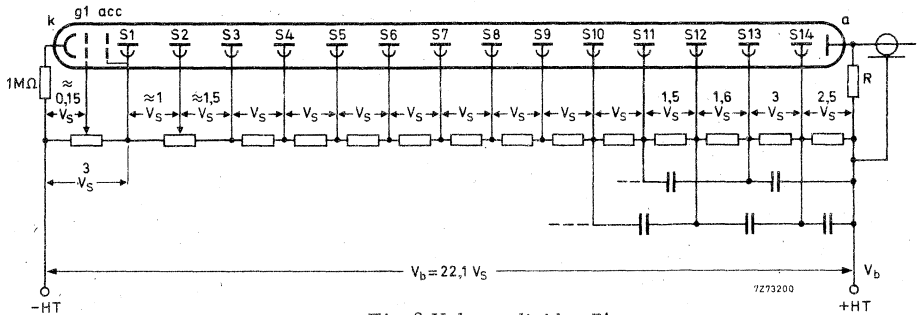 k g1 acc S1 S2 S3 S4 S5 S6 S7 S8 S9 S10 S11 S12 S13 S14 a
1MΩ ≈ 0,15 VS ≈1 VS ≈1,5 VS VS VS VS VS VS VS VS VS 1,5 VS 1,6 VS 3 VS 2,5 VS R
3 VS
Vb = 22,1 VS
Vb
7Z73200
-HT
+HT